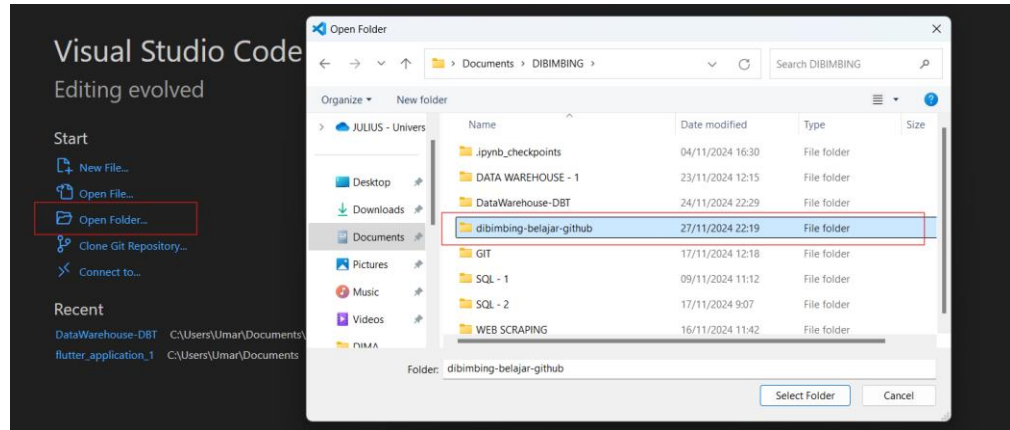 Visual Studio Code
Editing evolved
Start
New File...
Open File...
Open Folder...
Clone Git Repository...
Connect to...
Recent
DataWarehouse-DBT C:\Users\Umar\Documents\
flutter_application_1 C:\Users\Umar\Documents
Open Folder
Documents > DIBIMBING >
Search DIBIMBING
Organize New folder
JULIUS - Univers
Desktop
Downloads
Documents
Pictures
Music
Videos
DIMA
Name Date modified Type Size
.ipynb_checkpoints 04/11/2024 16:30 File folder
DATA WAREHOUSE - 1 23/11/2024 12:15 File folder
DataWarehouse-DBT 24/11/2024 22:29 File folder
dibimbing-belajar-github 27/11/2024 22:19 File folder
GIT 17/11/2024 12:18 File folder
SQL - 1 09/11/2024 11:12 File folder
SQL - 2 17/11/2024 9:07 File folder
WEB SCRAPING 16/11/2024 11:42 File folder
Folder: dibimbing-belajar-github
Select Folder Cancel